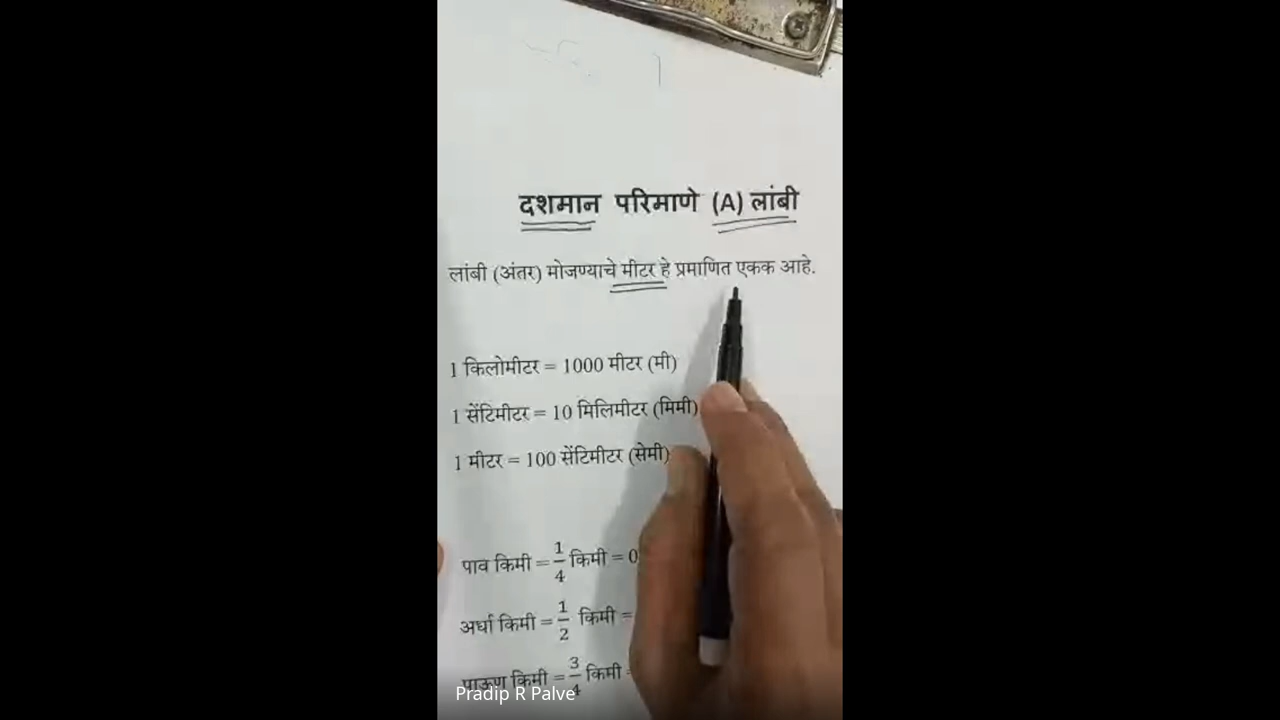 दशमान परिमाणे (A) लांबी
लांबी (अंतर) मोजण्याचे मीटर हे प्रमाणित एकक आहे.
1 किलोमीटर = 1000 मीटर (मी)
1 सेंटिमीटर = 10 मिलिमीटर (मिमी)
1 मीटर = 100 सेंटिमीटर (सेमी)
पाव किमी = 1/4 किमी = 0
अर्धा किमी = 1/2 किमी =
पाऊण किमी = 3/4 किमी =
Pradip R Palve